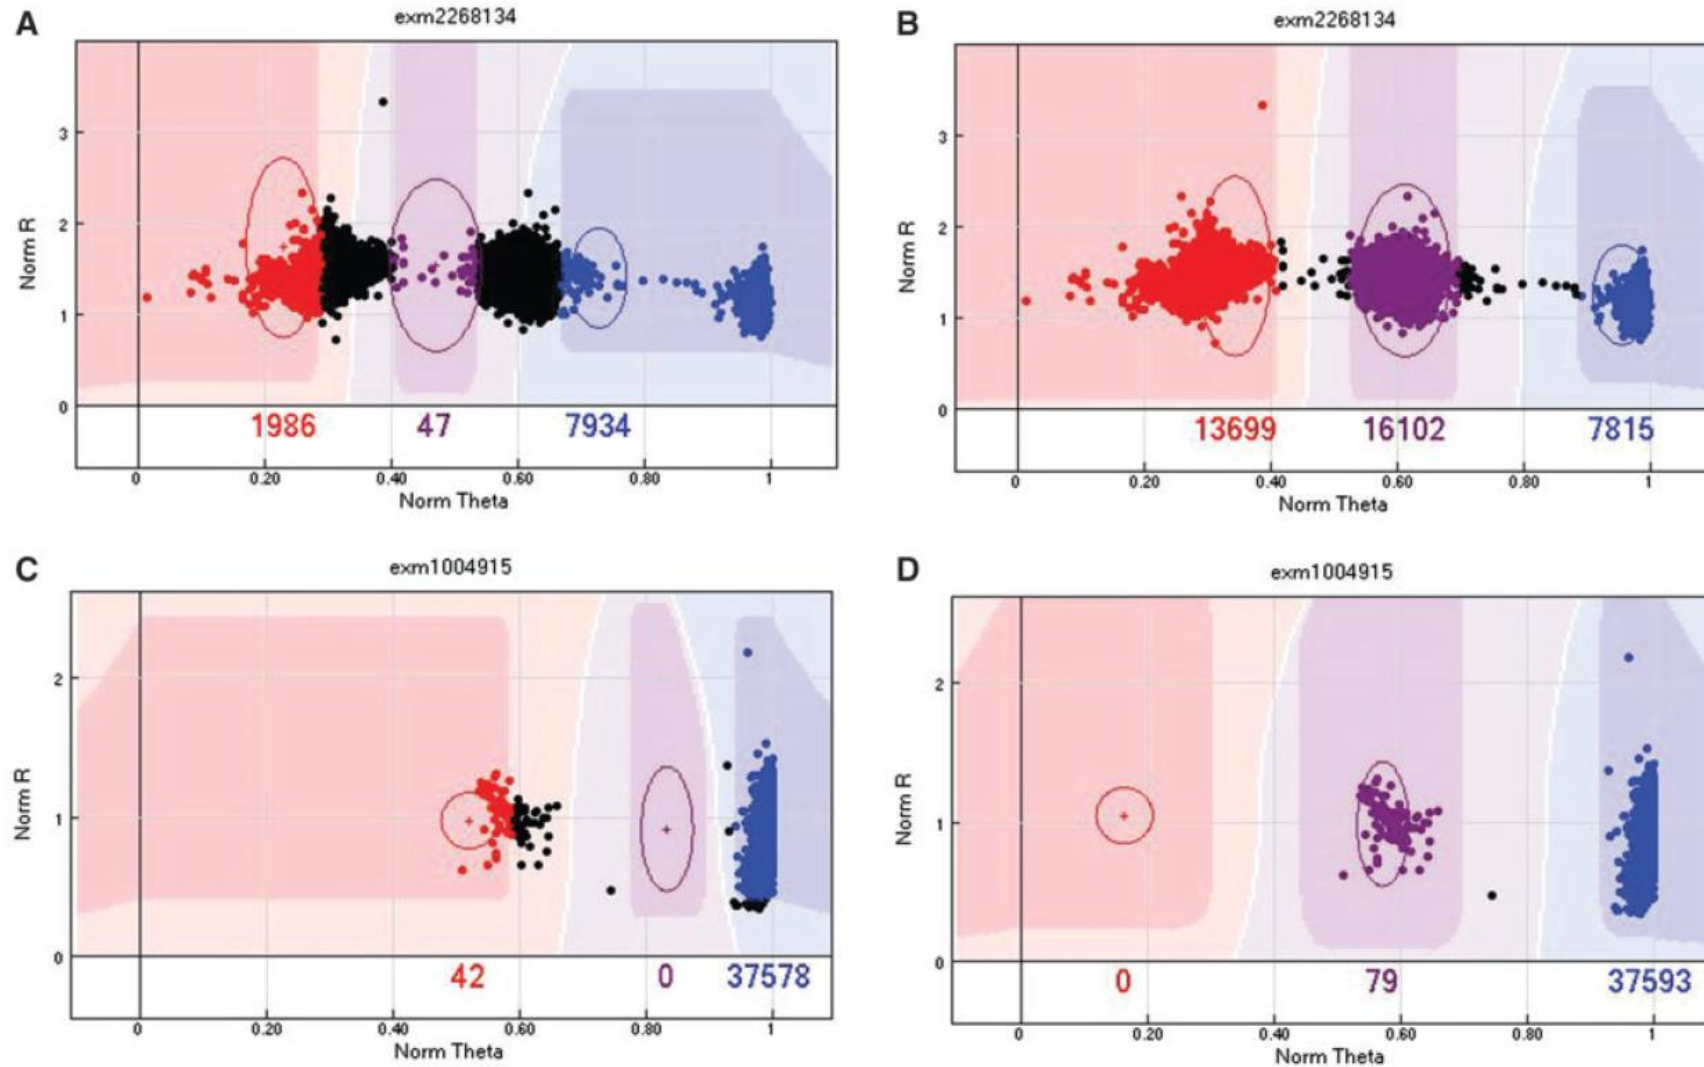 A
exm2268134
Norm R
3
2
1
0
1986 47 7934
0 0.20 0.40 0.60 0.80 1
Norm Theta
B
exm2268134
Norm R
3
2
1
0
13699 16102 7815
0 0.20 0.40 0.60 0.80 1
Norm Theta
C
exm1004915
Norm R
2
1
0
42 0 37578
0 0.20 0.40 0.60 0.80 1
Norm Theta
D
exm1004915
Norm R
2
1
0
0 79 37593
0 0.20 0.40 0.60 0.80 1
Norm Theta